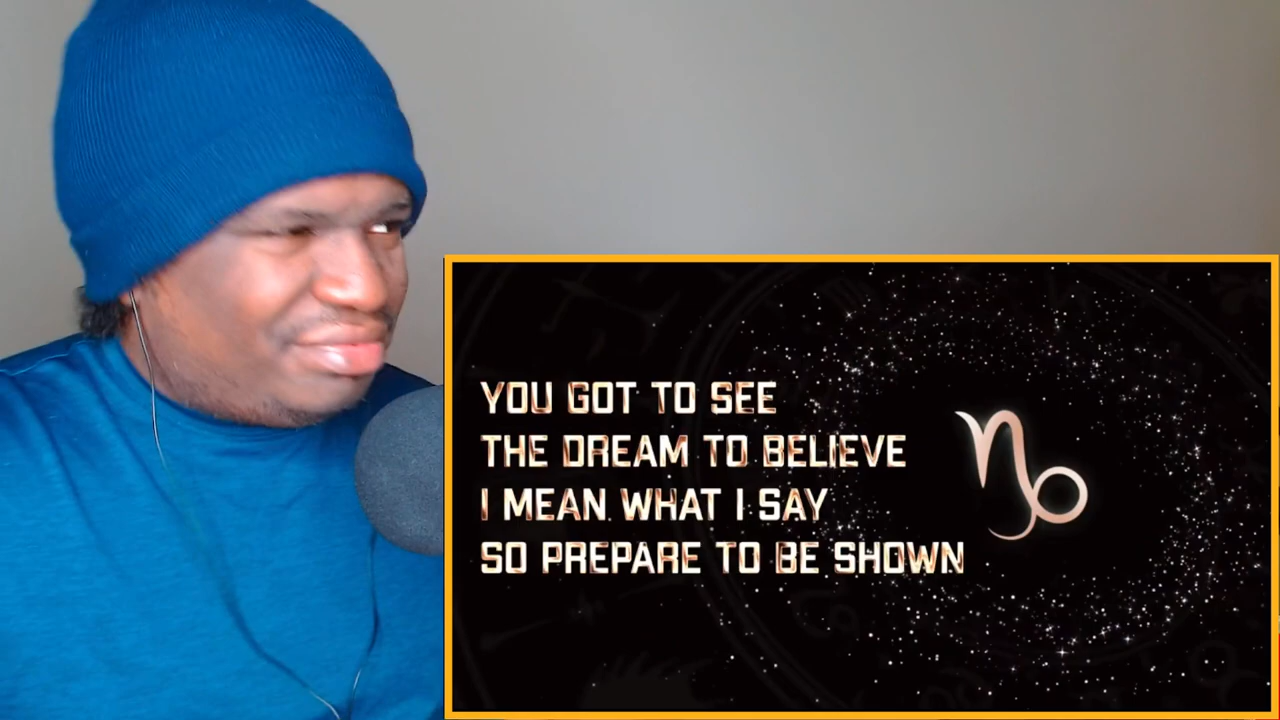 YOU GOT TO SEE
THE DREAM TO BELIEVE
I MEAN WHAT I SAY
SO PREPARE TO BE SHOWN